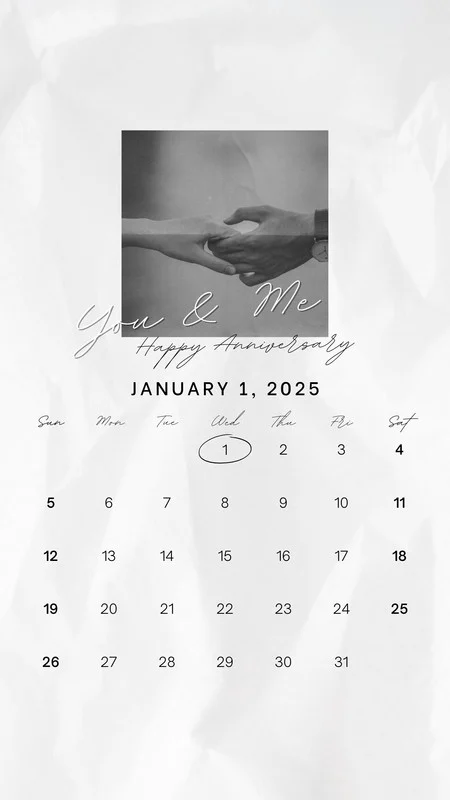 You & Me
Happy Anniversary
JANUARY 1, 2025
Sun Mon Tue Wed Thu Fri Sat
1 2 3 4
5 6 7 8 9 10 11
12 13 14 15 16 17 18
19 20 21 22 23 24 25
26 27 28 29 30 31